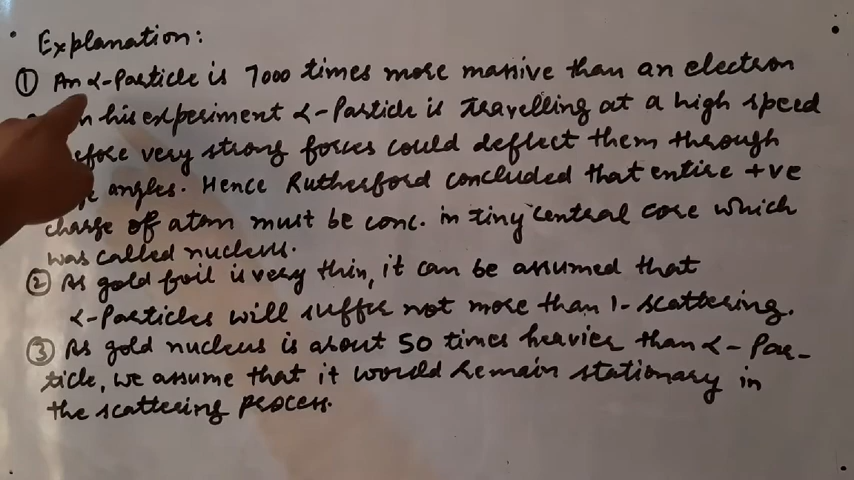 Explanation:
① An α-Particle is 7000 times more massive than an electron
n his experiment α-Particle is travelling at a high speed
efore very strong forces could deflect them through
angles. Hence Rutherford concluded that entire +ve
charge of atom must be conc. in tiny central core which
was called nucleus.
② As gold foil is very thin, it can be assumed that
α-Particles will suffer not more than 1-scattering.
③ As gold nucleus is about 50 times heavier than α-Par-
ticle, we assume that it would remain stationary in
the scattering process.